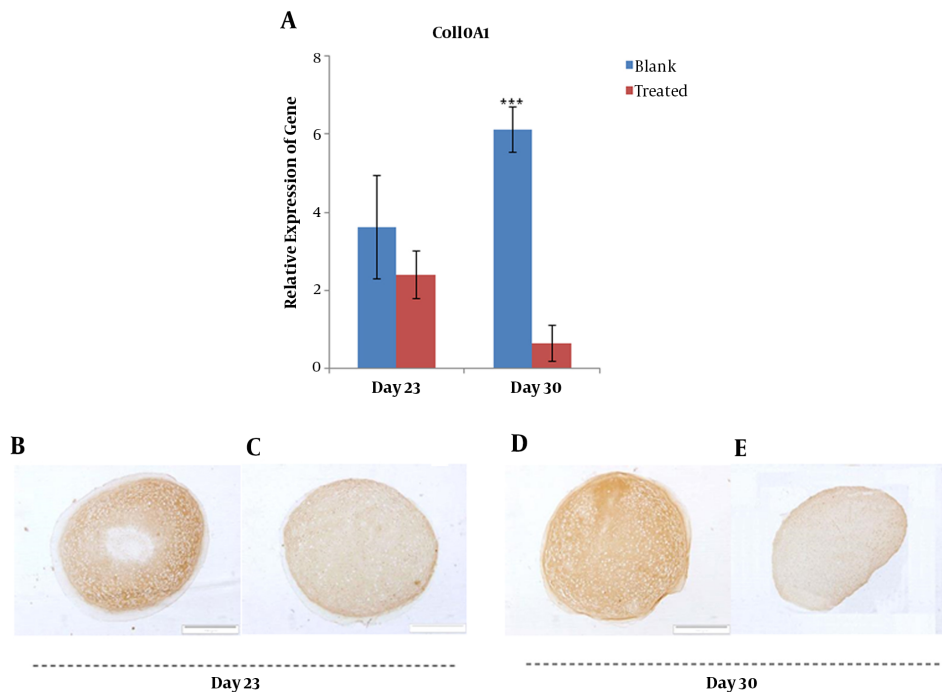 A
Coll0A1
Relative Expression of Gene
8
6
4
2
0
***
Blank
Treated
Day 23
Day 30
B
C
D
E
Day 23
Day 30